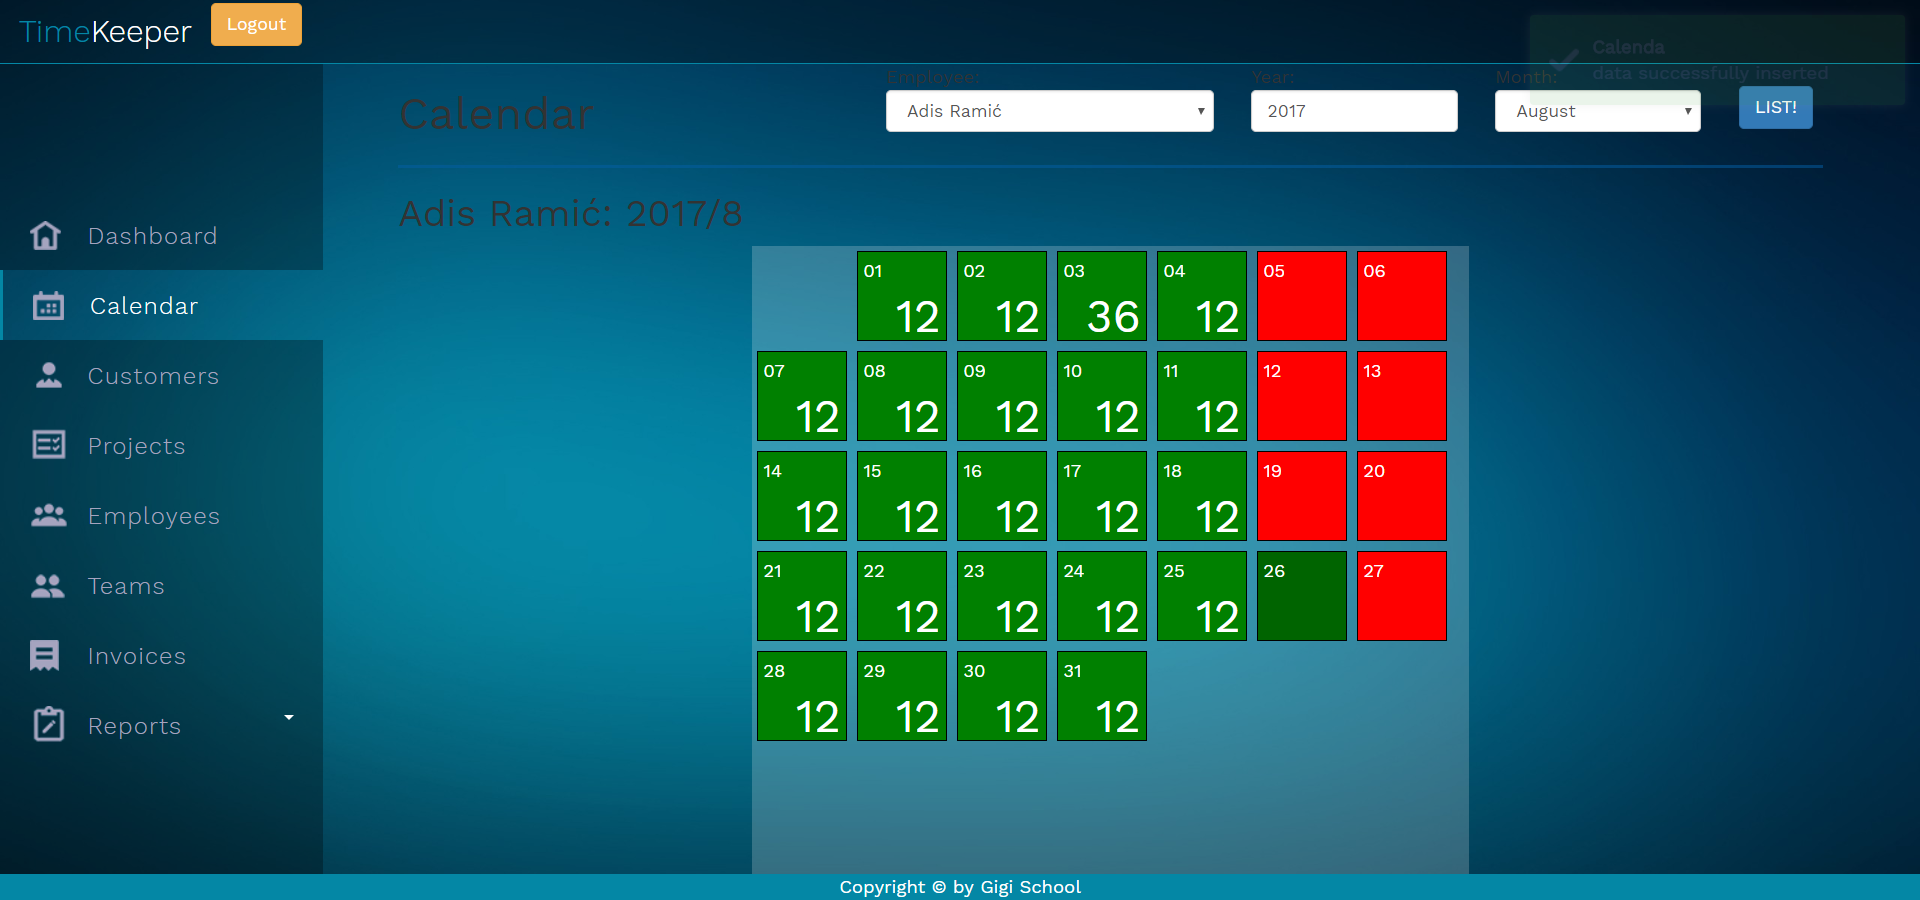 TimeKeeper
Logout
Calenda
data successfully inserted
Dashboard
Calendar
Customers
Projects
Employees
Teams
Invoices
Reports
Calendar
Employee:
Adis Ramić
Year:
2017
Month:
August
LIST!
Adis Ramić: 2017/8
01 02 03 04 05 06
12 12 36 12
07 08 09 10 11 12 13
12 12 12 12 12
14 15 16 17 18 19 20
12 12 12 12 12
21 22 23 24 25 26 27
12 12 12 12 12
28 29 30 31
12 12 12 12
Copyright © by Gigi School